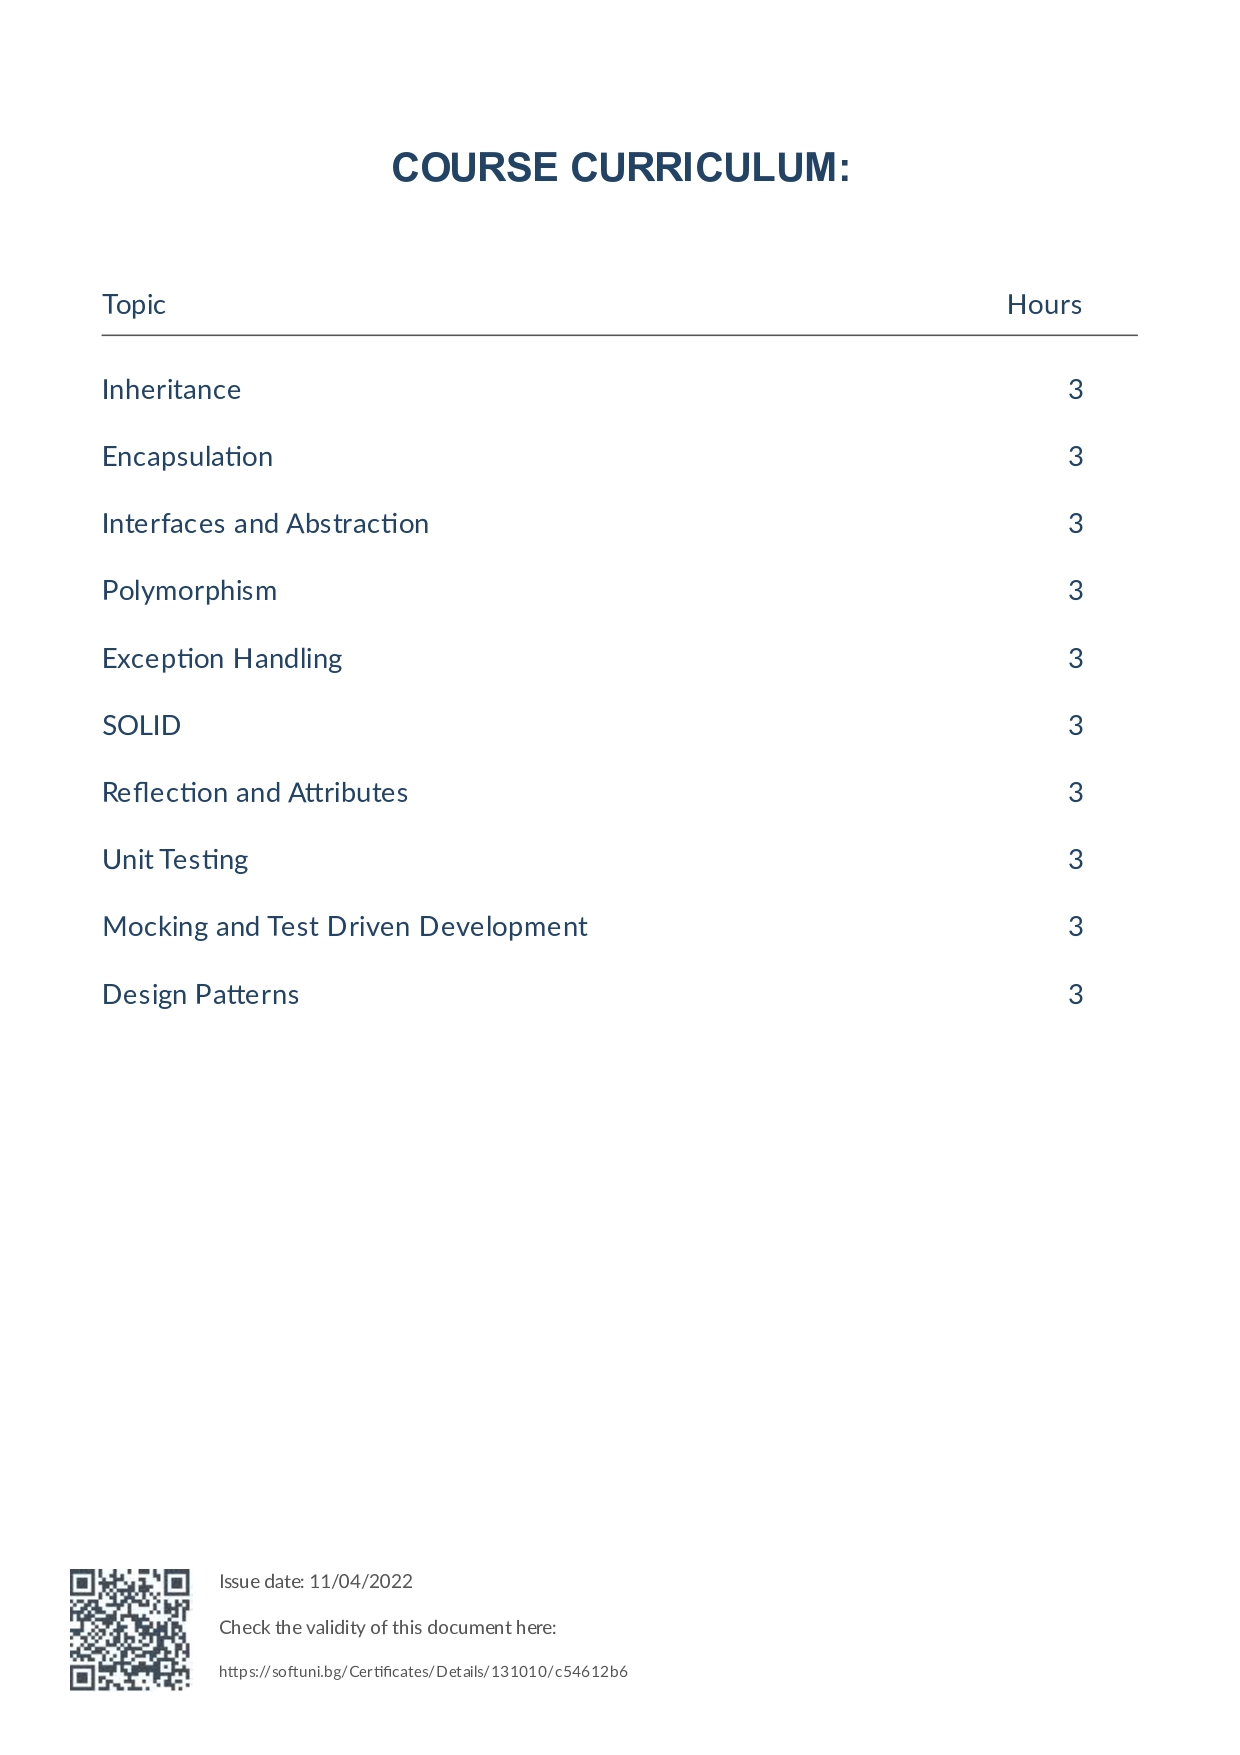 COURSE CURRICULUM:
Topic Hours
Inheritance 3
Encapsulation 3
Interfaces and Abstraction 3
Polymorphism 3
Exception Handling 3
SOLID 3
Reflection and Attributes 3
Unit Testing 3
Mocking and Test Driven Development 3
Design Patterns 3
Issue date: 11/04/2022
Check the validity of this document here:
https://softuni.bg/Certificates/Details/131010/c54612b6